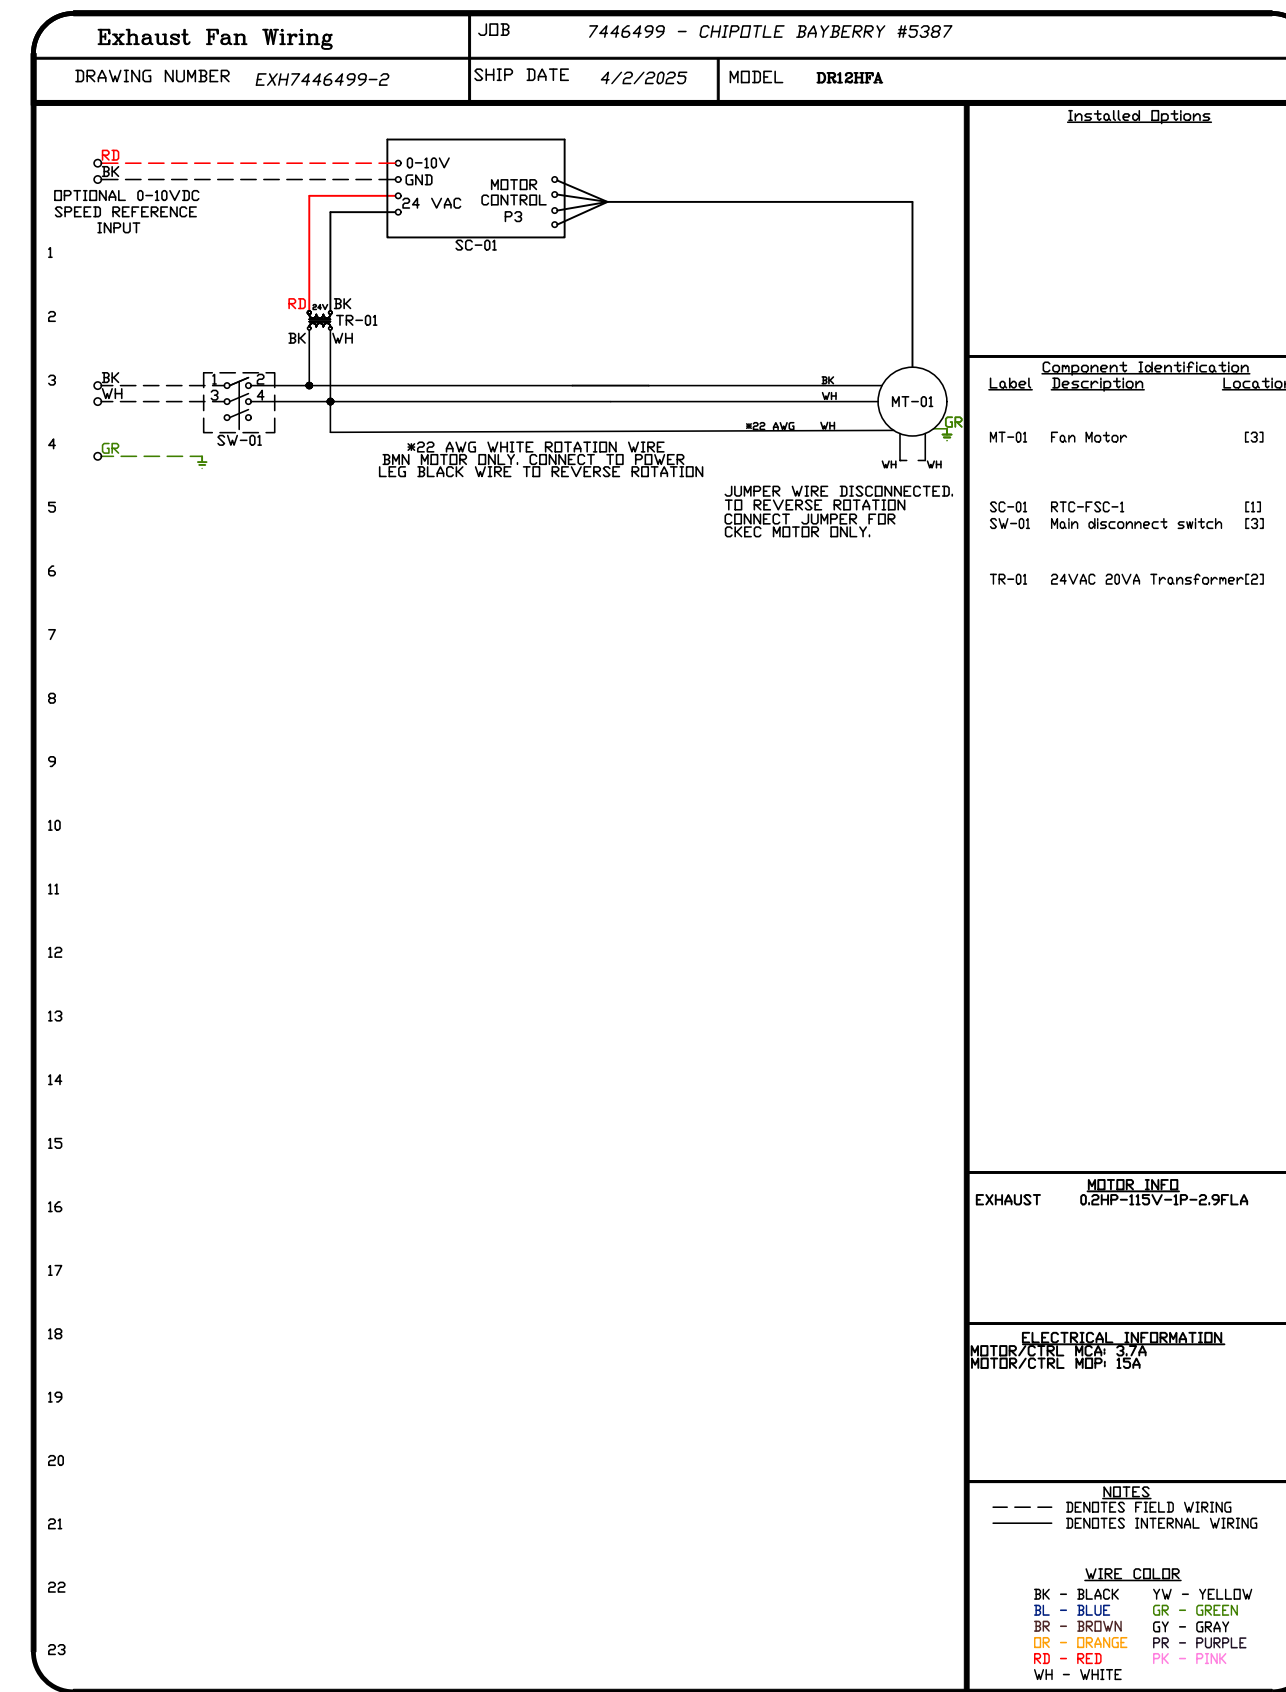 Exhaust Fan Wiring
JOB 7446499 - CHIPOTLE BAYBERRY #5387
DRAWING NUMBER EXH7446499-2
SHIP DATE 4/2/2025
MODEL DR12HFA
RD
BK
OPTIONAL 0-10VDC
SPEED REFERENCE
INPUT
0-10V
GND
24 VAC
MOTOR
CONTROL
P3
SC-01
1
2
RD 24V BK
TR-01
BK WH
3
BK
WH
1 2
3 4
SW-01
BK
WH
MT-01
*22 AWG WH
GR
WH WH
4
GR
*22 AWG WHITE ROTATION WIRE
BMN MOTOR ONLY. CONNECT TO POWER
LEG BLACK WIRE TO REVERSE ROTATION
JUMPER WIRE DISCONNECTED.
TO REVERSE ROTATION
CONNECT JUMPER FOR
CKEC MOTOR ONLY.
5
6
7
8
9
10
11
12
13
14
15
16
17
18
19
20
21
22
23
Installed Options
Component Identification
Label Description Location
MT-01 Fan Motor [3]
SC-01 RTC-FSC-1 [1]
SW-01 Main disconnect switch [3]
TR-01 24VAC 20VA Transformer[2]
MOTOR INFO
EXHAUST 0.2HP-115V-1P-2.9FLA
ELECTRICAL INFORMATION
MOTOR/CTRL MCA: 3.7A
MOTOR/CTRL MOP: 15A
NOTES
DENOTES FIELD WIRING
DENOTES INTERNAL WIRING
WIRE COLOR
BK - BLACK YW - YELLOW
BL - BLUE GR - GREEN
BR - BROWN GY - GRAY
OR - ORANGE PR - PURPLE
RD - RED PK - PINK
WH - WHITE